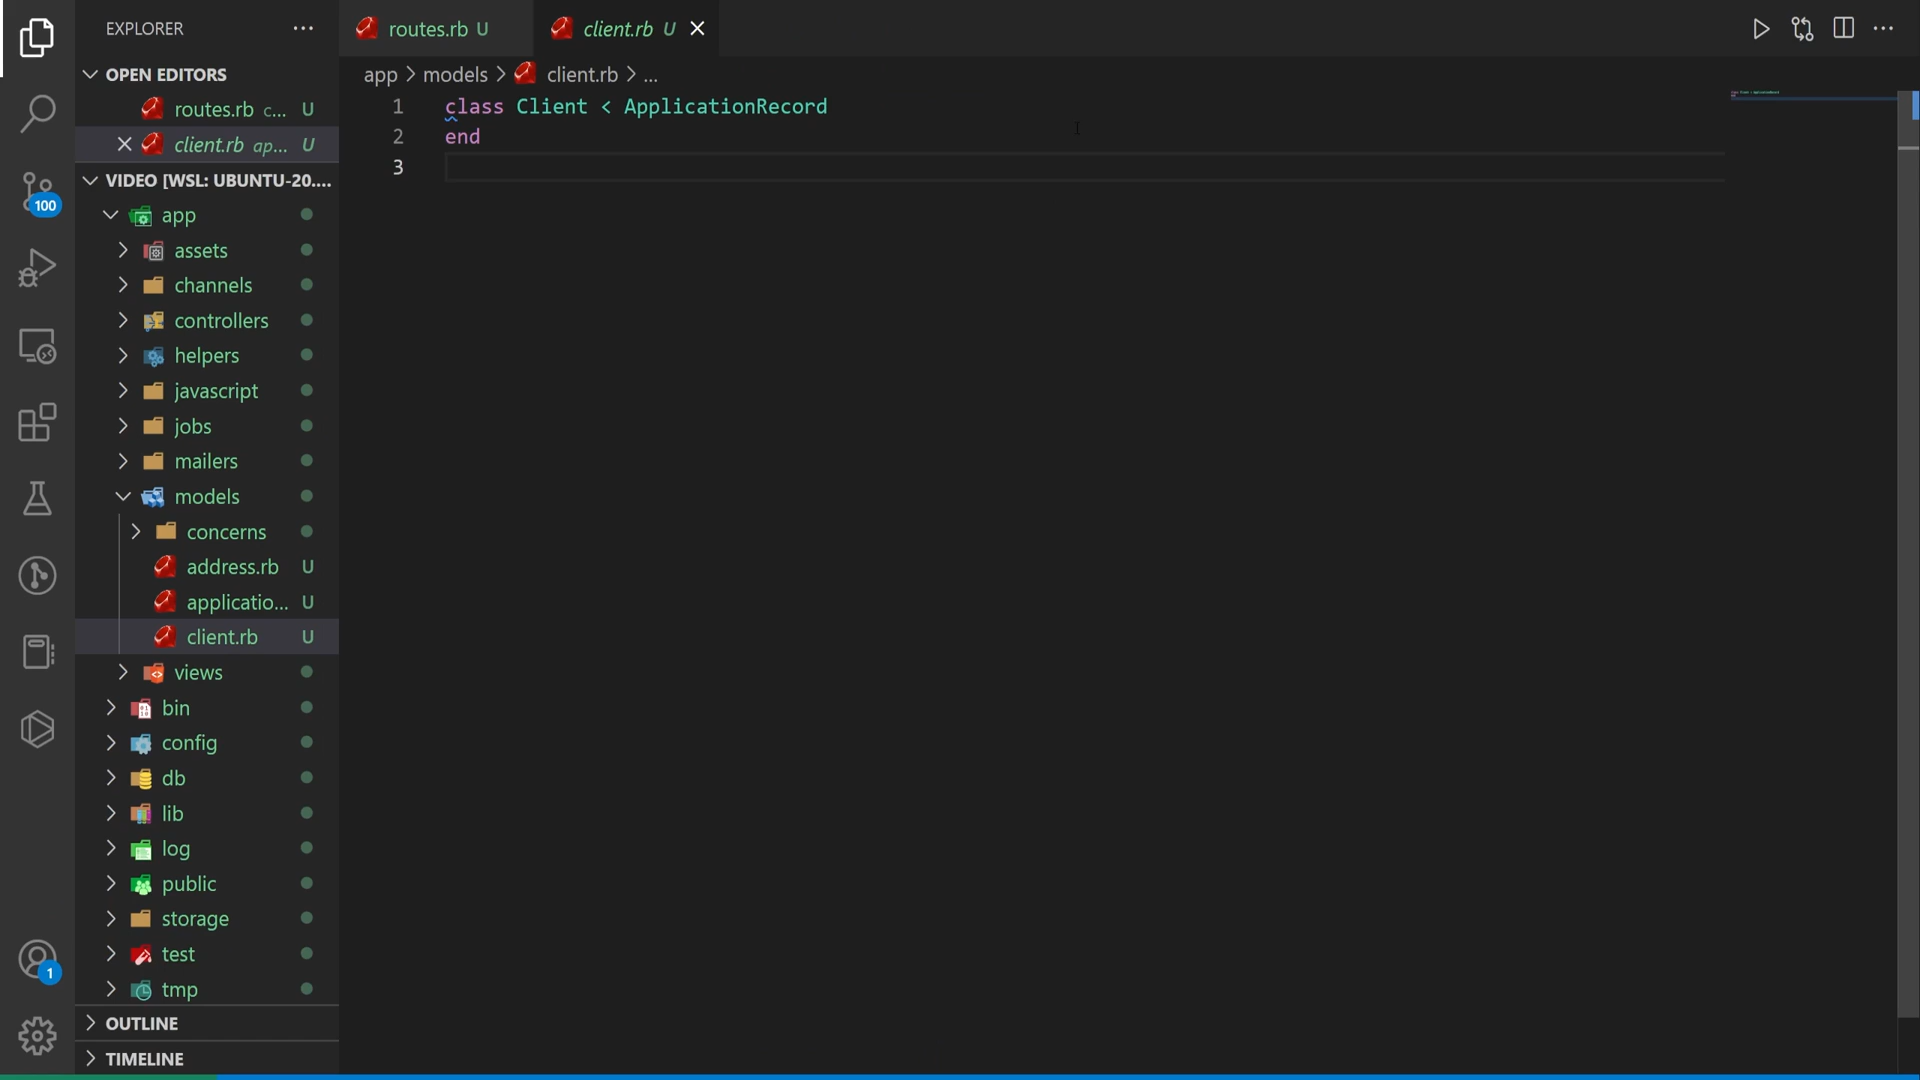 EXPLORER
OPEN EDITORS
routes.rb c... U
client.rb ap... U
VIDEO [WSL: UBUNTU-20....
app
assets
channels
controllers
helpers
javascript
jobs
mailers
models
concerns
address.rb U
applicatio... U
client.rb U
views
bin
config
db
lib
log
public
storage
test
tmp
OUTLINE
TIMELINE
100
1
routes.rb U
client.rb U
app > models > client.rb > ...
1 class Client < ApplicationRecord
2 end
3